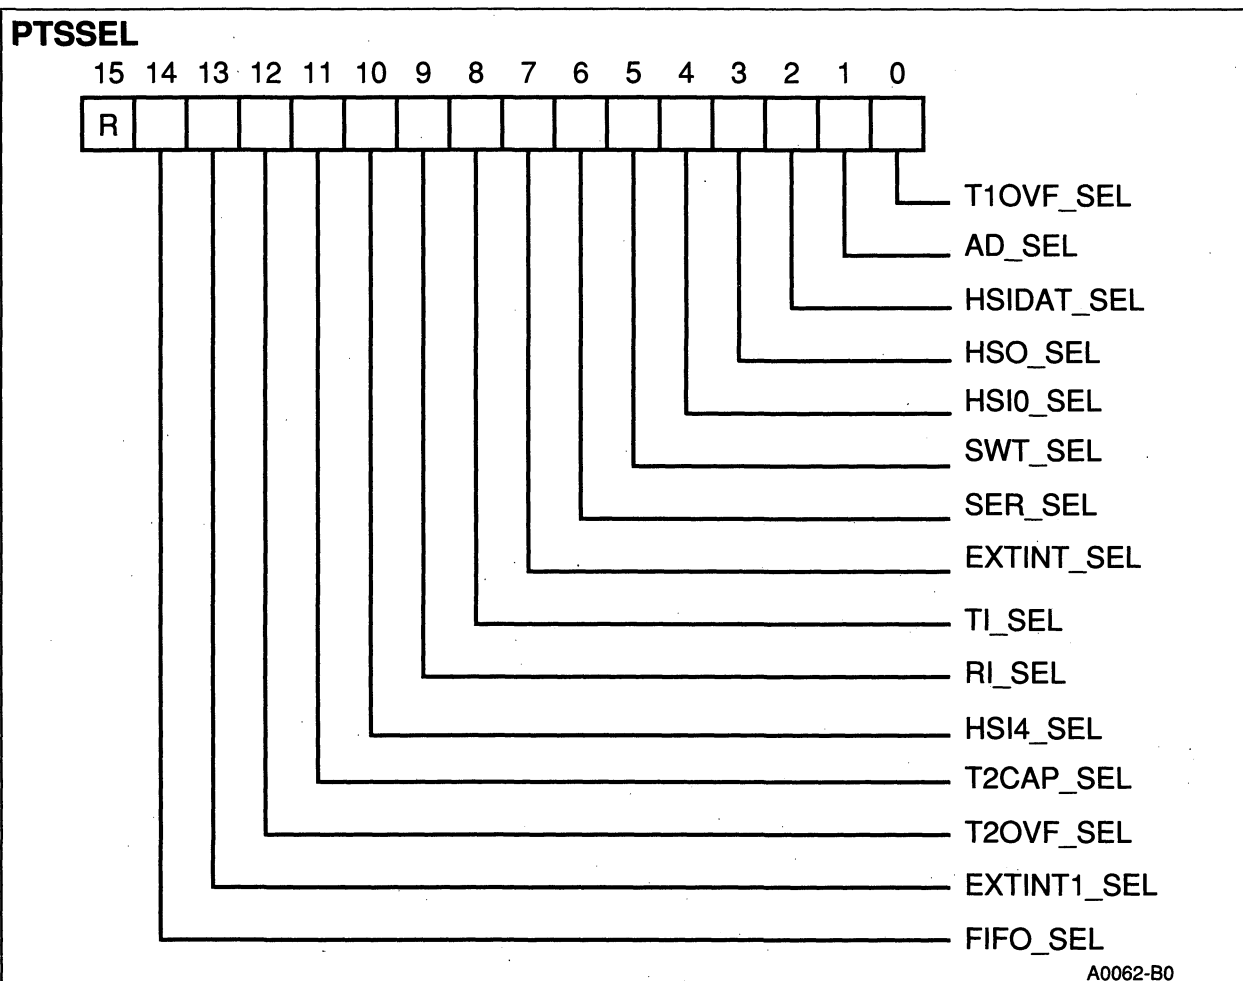 PTSSEL
15 14 13 12 11 10 9 8 7 6 5 4 3 2 1 0
R
T1OVF_SEL
AD_SEL
HSIDAT_SEL
HSO_SEL
HSI0_SEL
SWT_SEL
SER_SEL
EXTINT_SEL
TI_SEL
RI_SEL
HSI4_SEL
T2CAP_SEL
T2OVF_SEL
EXTINT1_SEL
FIFO_SEL
A0062-B0